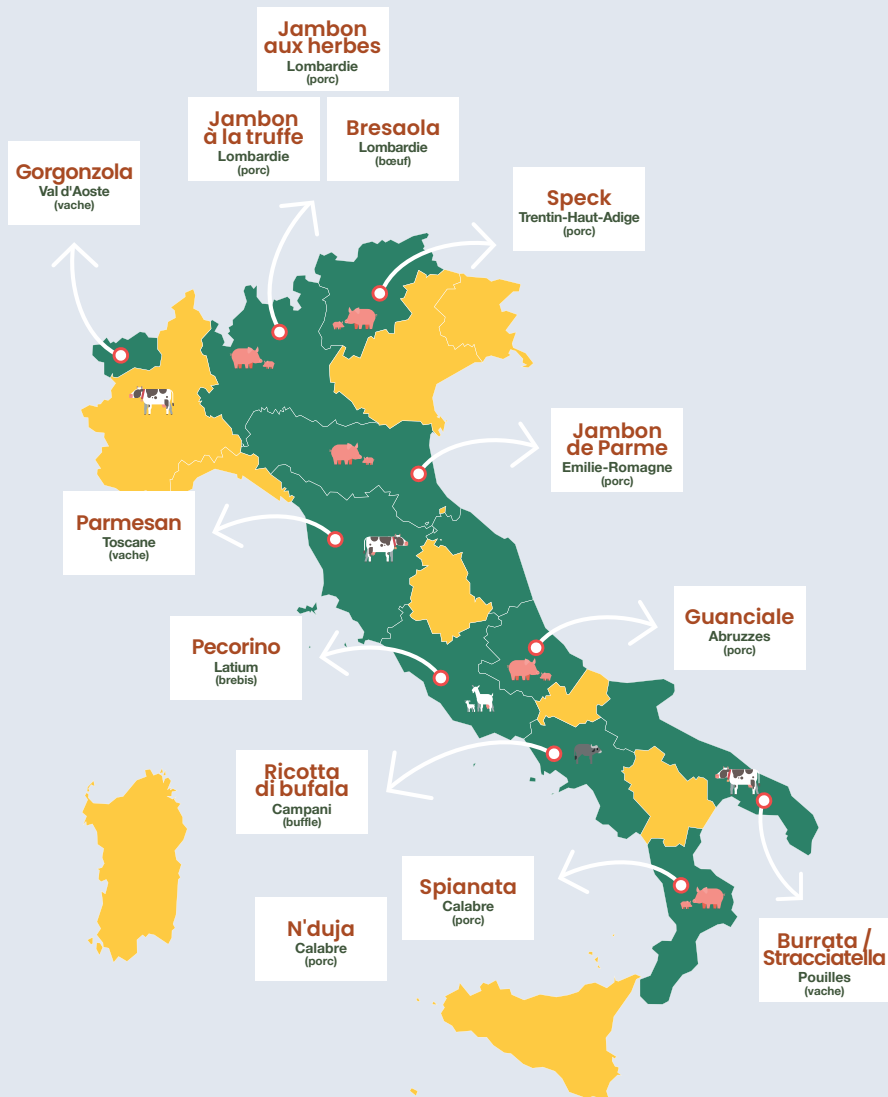 Jambon
aux herbes
Lombardie
(porc)
Jambon
à la truffe
Lombardie
(porc)
Bresaola
Lombardie
(bœuf)
Gorgonzola
Val d'Aoste
(vache)
Speck
Trentin-Haut-Adige
(porc)
Jambon
de Parme
Emilie-Romagne
(porc)
Parmesan
Toscane
(vache)
Guanciale
Abruzzes
(porc)
Pecorino
Latium
(brebis)
Ricotta
di bufala
Campani
(buffle)
Spianata
Calabre
(porc)
N'duja
Calabre
(porc)
Burrata /
Stracciatella
Pouilles
(vache)